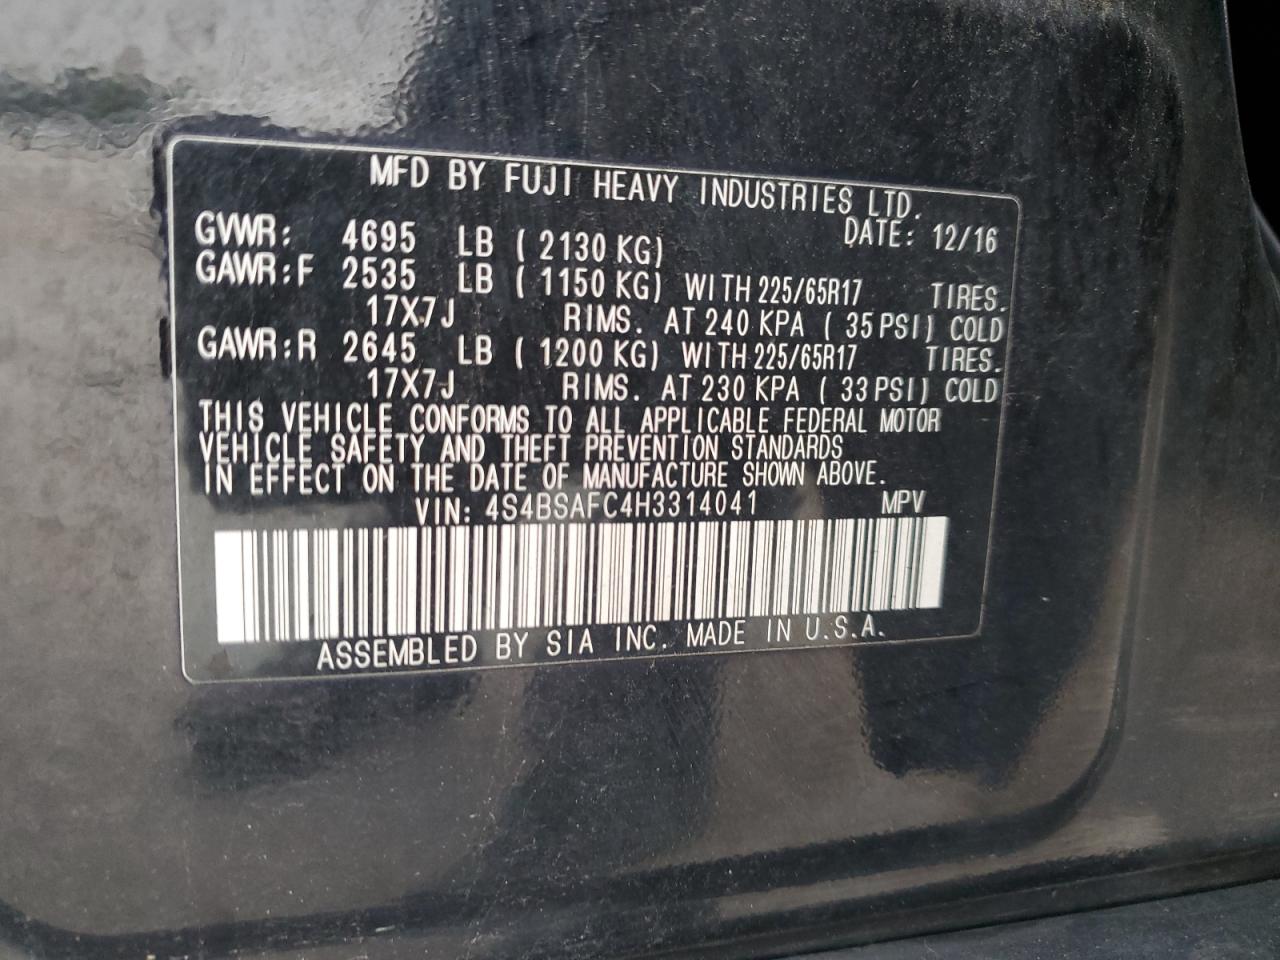 MFD BY FUJI HEAVY INDUSTRIES LTD.
DATE: 12/16
GVWR: 4695 LB ( 2130 KG)
GAWR:F 2535 LB ( 1150 KG) WITH 225/65R17 TIRES.
17X7J RIMS. AT 240 KPA ( 35 PSI) COLD
GAWR:R 2645 LB ( 1200 KG) WITH 225/65R17 TIRES.
17X7J RIMS. AT 230 KPA ( 33 PSI) COLD
THIS VEHICLE CONFORMS TO ALL APPLICABLE FEDERAL MOTOR
VEHICLE SAFETY AND THEFT PREVENTION STANDARDS
IN EFFECT ON THE DATE OF MANUFACTURE SHOWN ABOVE.
VIN: 4S4BSAFC4H3314041 MPV
ASSEMBLED BY SIA INC. MADE IN U.S.A.